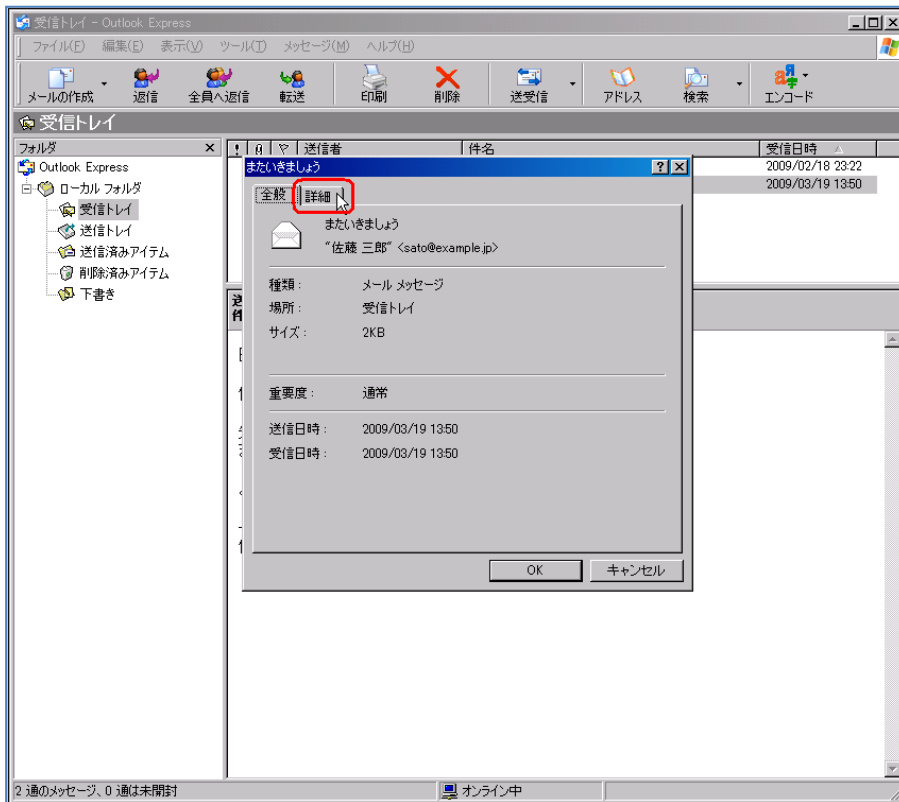 受信トレイ - Outlook Express
ファイル(F) 編集(E) 表示(V) ツール(T) メッセージ(M) ヘルプ(H)
メールの作成 返信 全員へ返信 転送 印刷 削除 送受信 アドレス 検索 エンコード
受信トレイ
フォルダ
Outlook Express
ローカル フォルダ
受信トレイ
送信トレイ
送信済みアイテム
削除済みアイテム
下書き
! 送信者 件名 受信日時
2009/02/18 23:22
2009/03/19 13:50
またいきましょう
全般 詳細
またいきましょう
"佐藤 三郎" <sato@example.jp>
種類 : メール メッセージ
場所 : 受信トレイ
サイズ : 2KB
重要度 : 通常
送信日時 : 2009/03/19 13:50
受信日時 : 2009/03/19 13:50
OK キャンセル
2 通のメッセージ、0 通は未開封 オンライン中